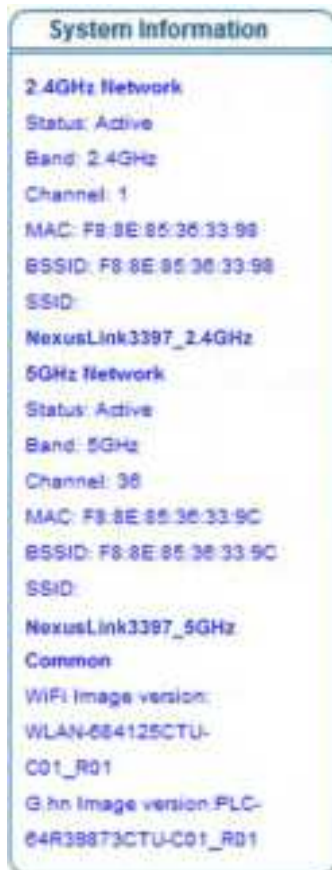 System Information
2.4GHz Network
Status: Active
Band: 2.4GHz
Channel: 1
MAC: F8:8E:85:36:33:98
BSSID: F8:8E:85:36:33:98
SSID:
NexusLink3397_2.4GHz
5GHz Network
Status: Active
Band: 5GHz
Channel: 36
MAC: F8:8E:85:36:33:9C
BSSID: F8:8E:85:36:33:9C
SSID:
NexusLink3397_5GHz
Common
WiFi Image version:
WLAN-684125CTU-
C01_R01
G.hn Image version:PLC-
64R39873CTU-C01_R01